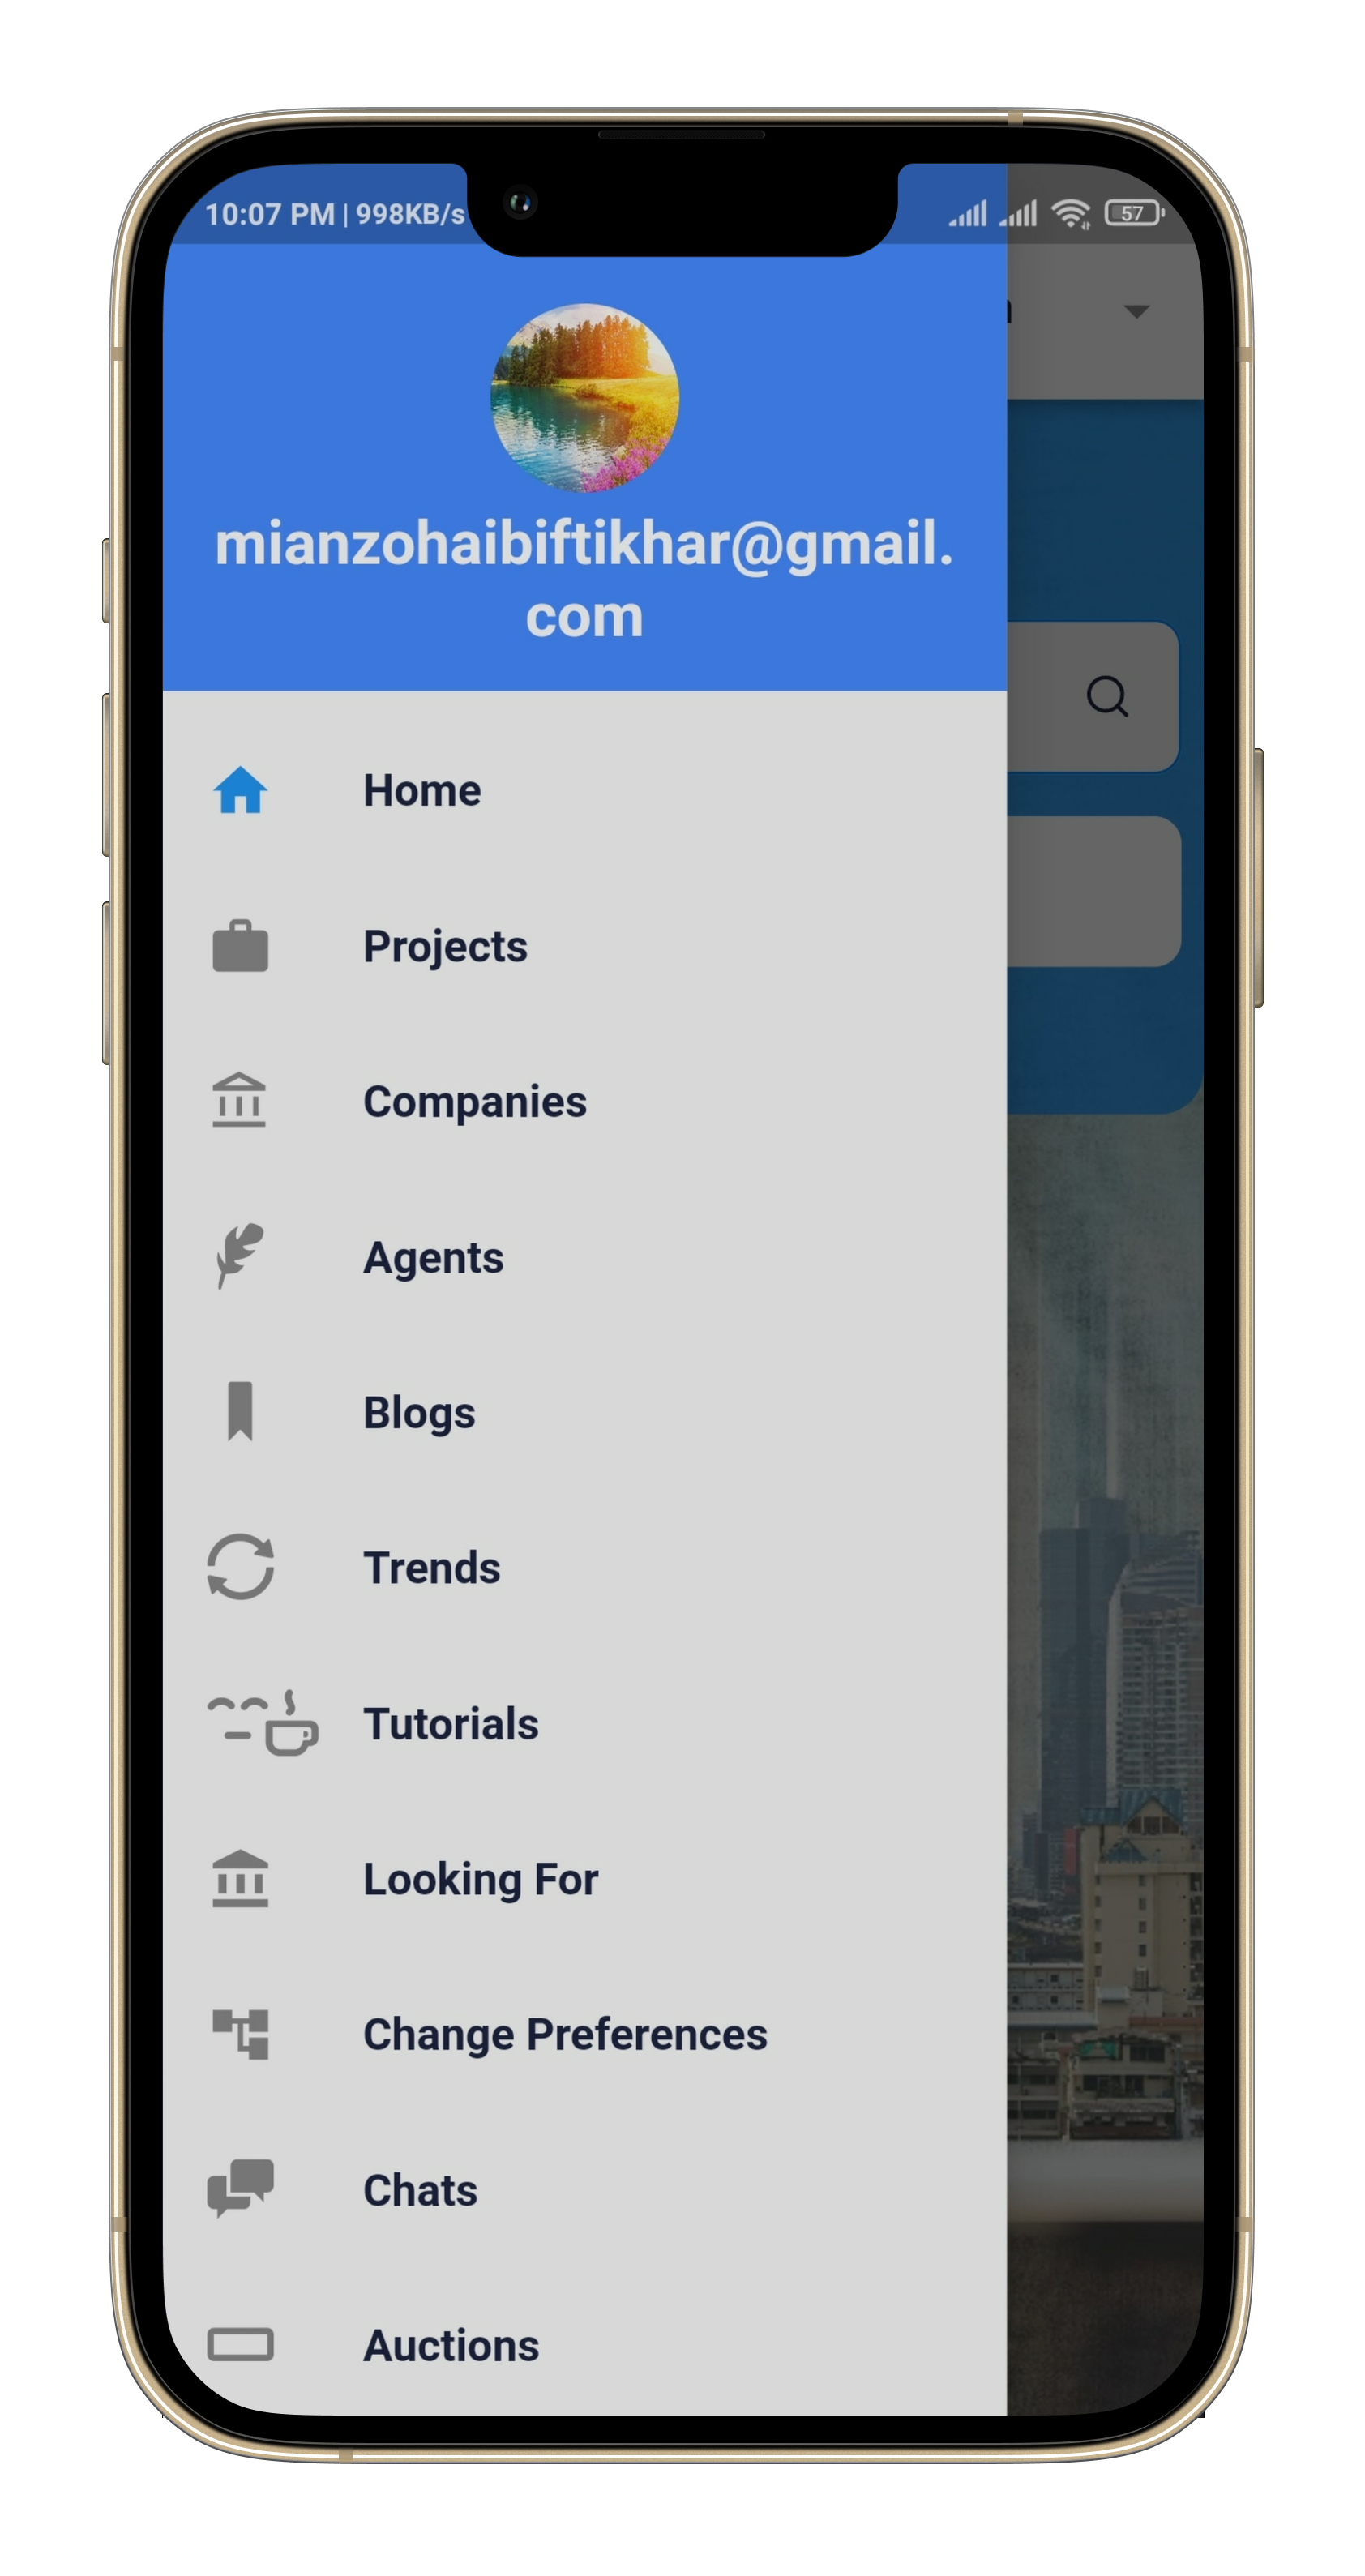 10:07 PM | 998KB/s
57
mianzohaibiftikhar@gmail.
com
Home
Projects
Companies
Agents
Blogs
Trends
Tutorials
Looking For
Change Preferences
Chats
Auctions